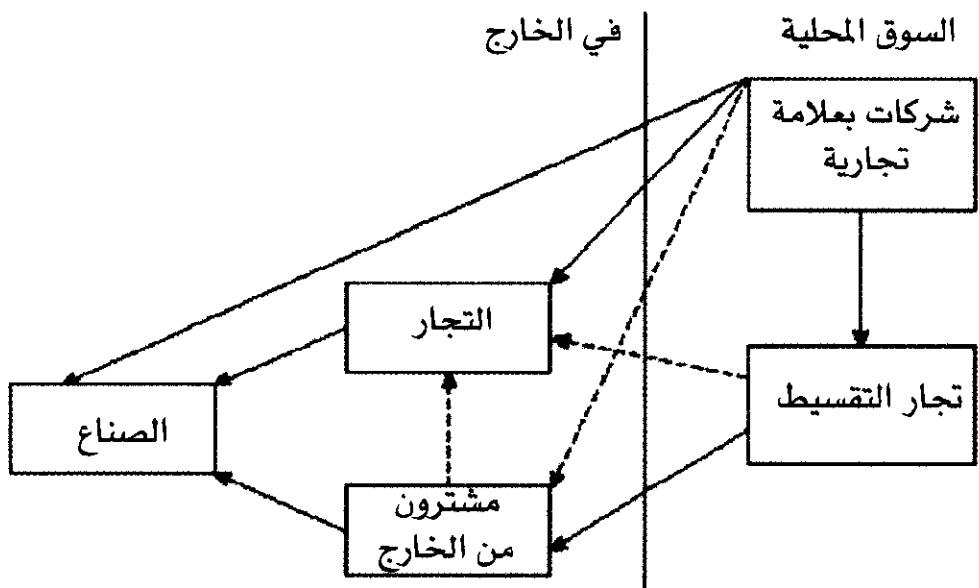 السوق المحلية
في الخارج
شركات بعلامة
تجارية
التجار
تجار التقسيط
الصناع
مشترون
من الخارج